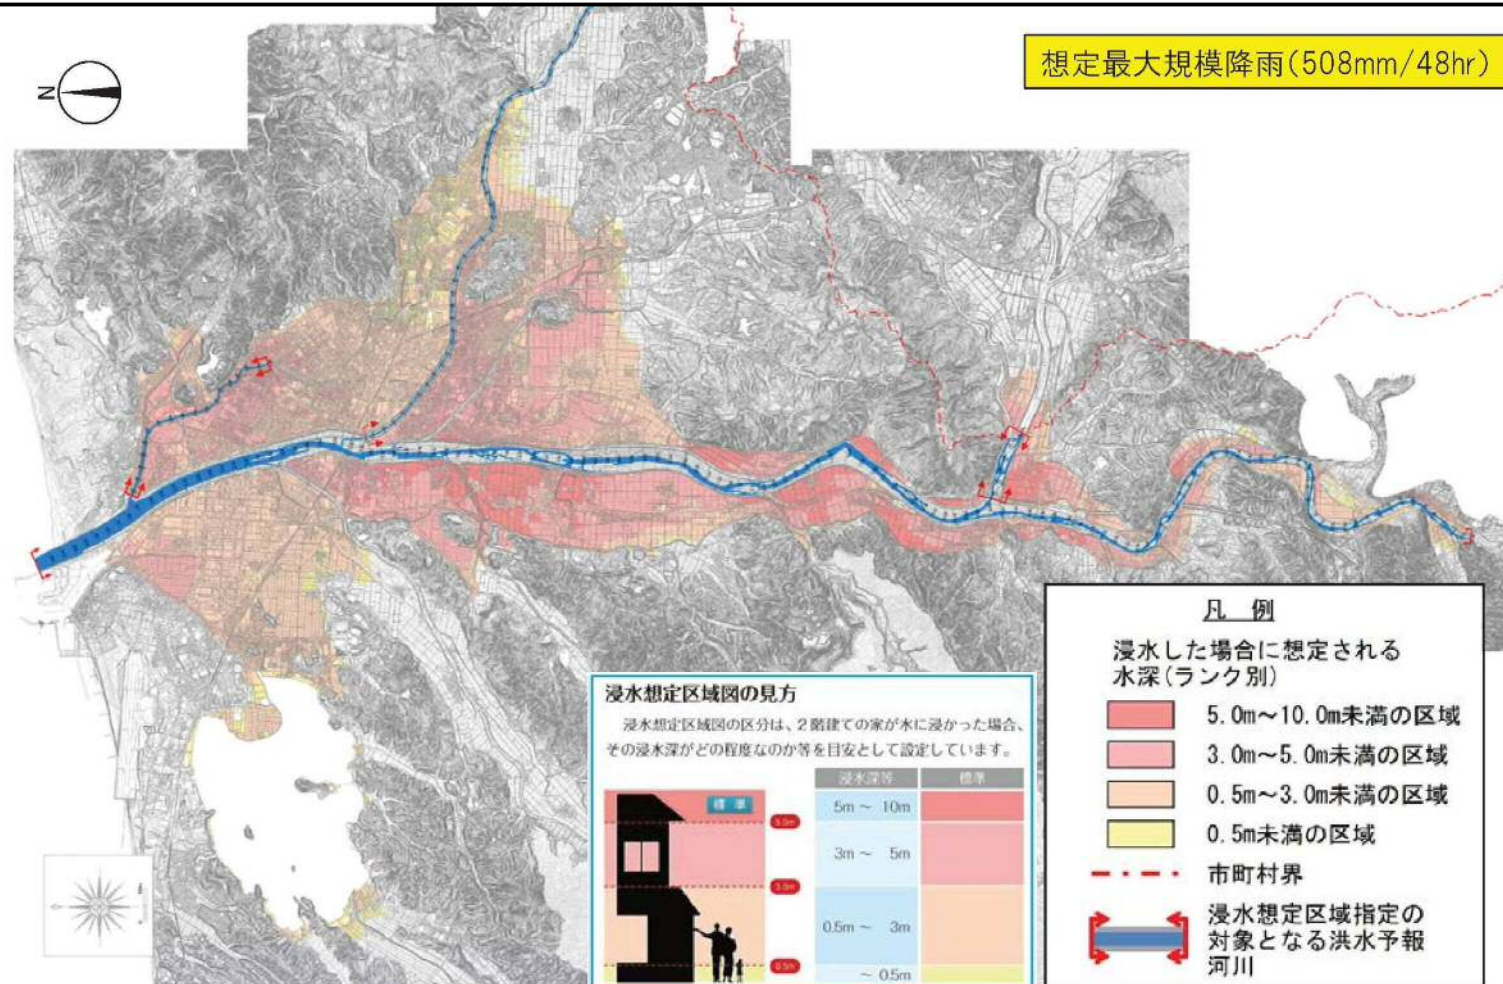 想定最大規模降雨(508mm/48hr)
N
浸水想定区域図の見方
浸水想定区域図の区分は、2階建ての家が水に浸かった場合、
その浸水深がどの程度なのか等を目安として設定しています。
浸水深等 標準
標準
5m ～ 10m
5.0m
3m ～ 5m
3.0m
0.5m ～ 3m
0.5m
～ 0.5m
凡 例
浸水した場合に想定される
水深(ランク別)
5.0m～10.0m未満の区域
3.0m～5.0m未満の区域
0.5m～3.0m未満の区域
0.5m未満の区域
市町村界
浸水想定区域指定の
対象となる洪水予報
河川